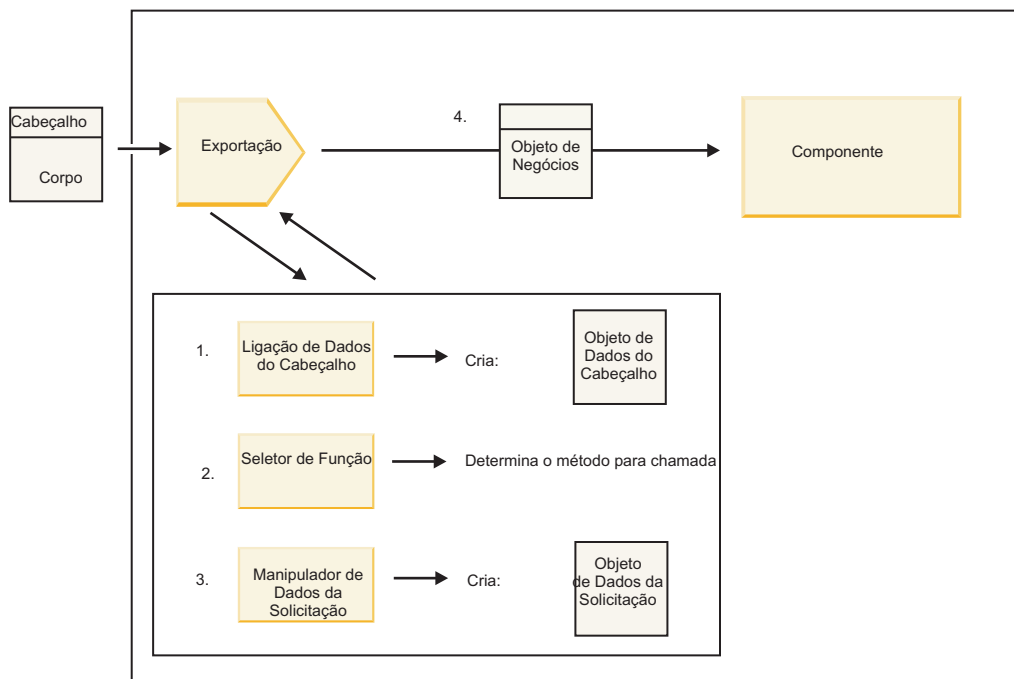 Cabeçalho
Corpo
Exportação
4.
Objeto de
Negócios
Componente
1.
Ligação de Dados
do Cabeçalho
Cria:
Objeto de
Dados do
Cabeçalho
2.
Seletor de Função
Determina o método para chamada
3.
Manipulador de
Dados da
Solicitação
Cria:
Objeto
de Dados da
Solicitação